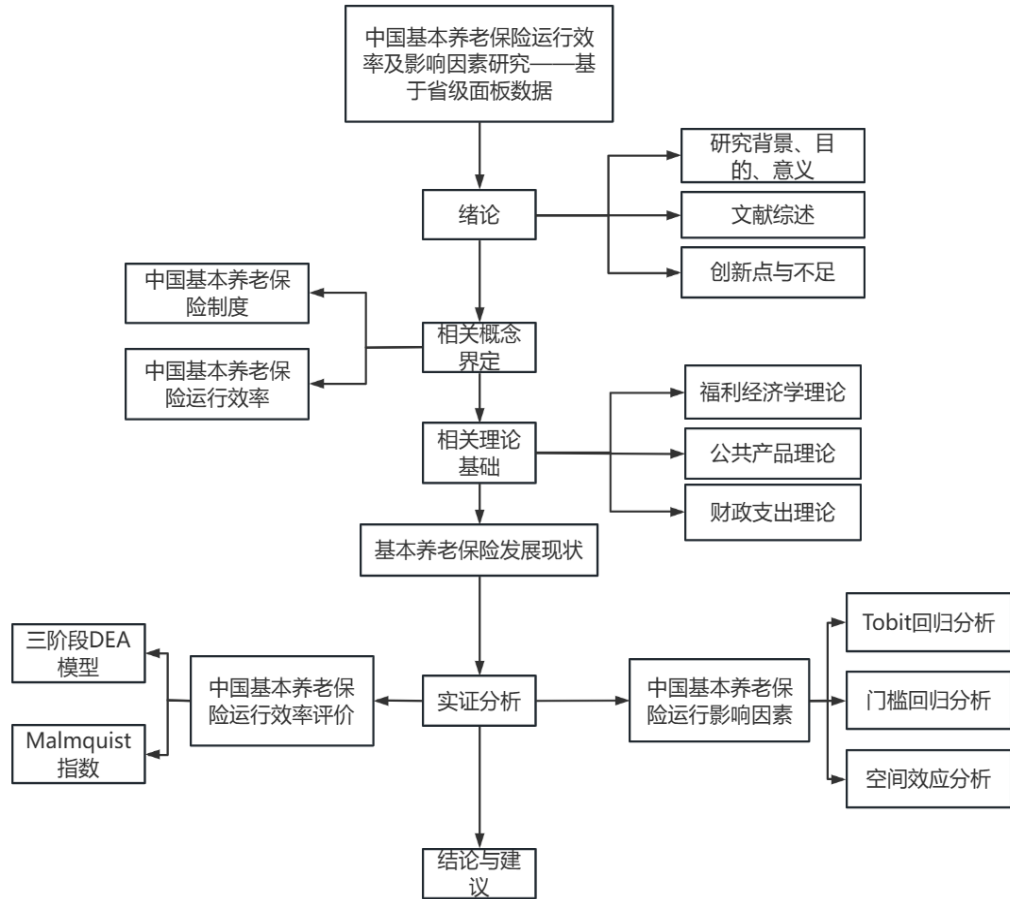 中国基本养老保险运行效
率及影响因素研究——基
于省级面板数据
绪论
研究背景、目
的、意义
文献综述
创新点与不足
中国基本养老保
险制度
中国基本养老保
险运行效率
相关概念
界定
相关理论
基础
福利经济学理论
公共产品理论
财政支出理论
基本养老保险发展现状
三阶段DEA
模型
Malmquist
指数
中国基本养老保
险运行效率评价
实证分析
中国基本养老保
险运行影响因素
Tobit回归分析
门槛回归分析
空间效应分析
结论与建
议